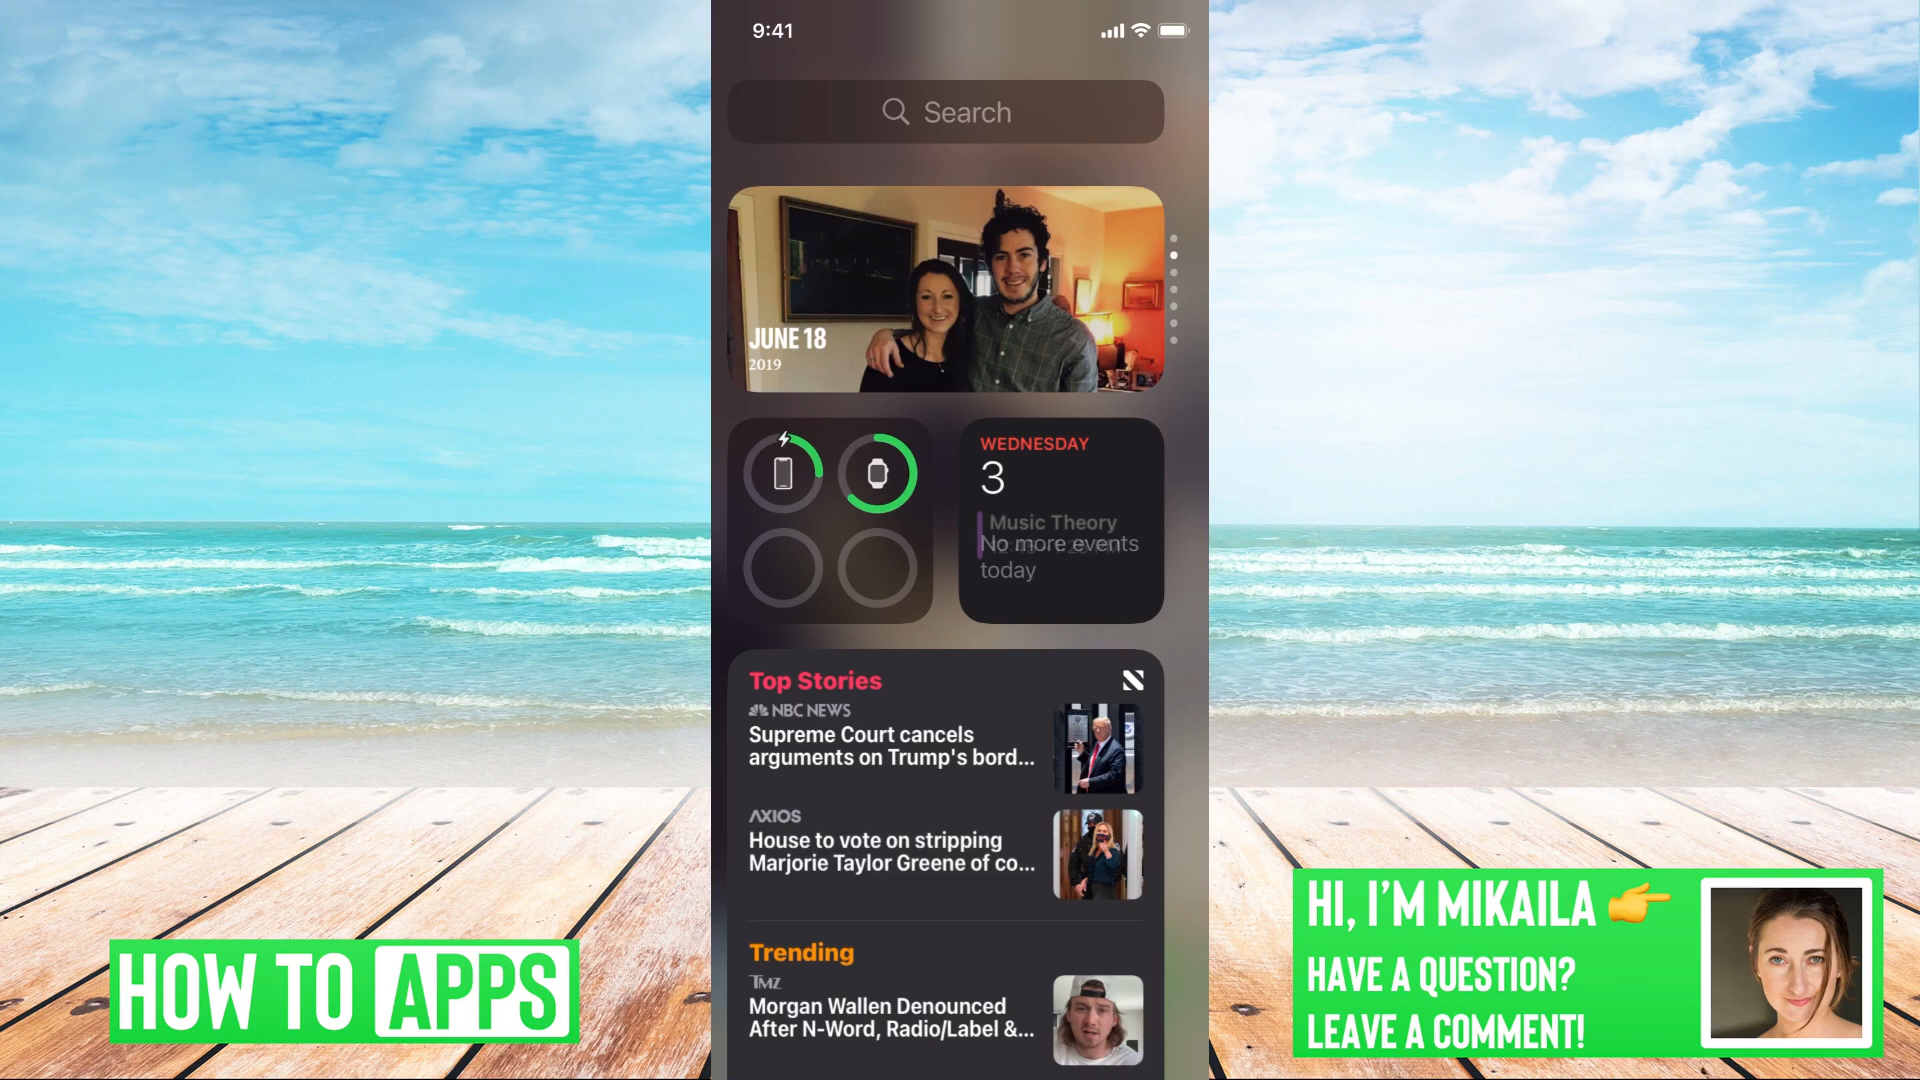 9:41
Search
JUNE 18
2019
WEDNESDAY
3
Music Theory
No more events
today
Top Stories
NBC NEWS
Supreme Court cancels
arguments on Trump's bord...
AXIOS
House to vote on stripping
Marjorie Taylor Greene of co...
Trending
TMZ
Morgan Wallen Denounced
After N-Word, Radio/Label &...
HOW TO APPS
HI, I'M MIKAILA
HAVE A QUESTION?
LEAVE A COMMENT!